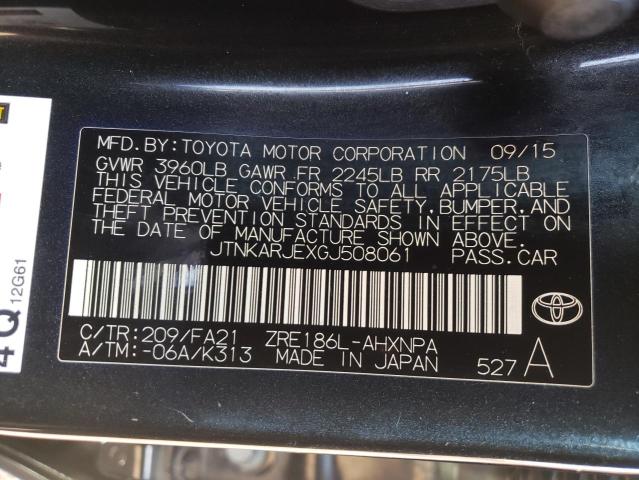 MFD.BY:TOYOTA MOTOR CORPORATION 09/15
GVWR 3960LB GAWR FR 2245LB RR 2175LB
THIS VEHICLE CONFORMS TO ALL APPLICABLE
FEDERAL MOTOR VEHICLE SAFETY,BUMPER,AND
THEFT PREVENTION STANDARDS IN EFFECT ON
THE DATE OF MANUFACTURE SHOWN ABOVE.
JTNKARJEXGJ508061 PASS.CAR
C/TR:209/FA21 ZRE186L-AHXNPA
A/TM:-06A/K313 MADE IN JAPAN 527 A
4Q
12G61